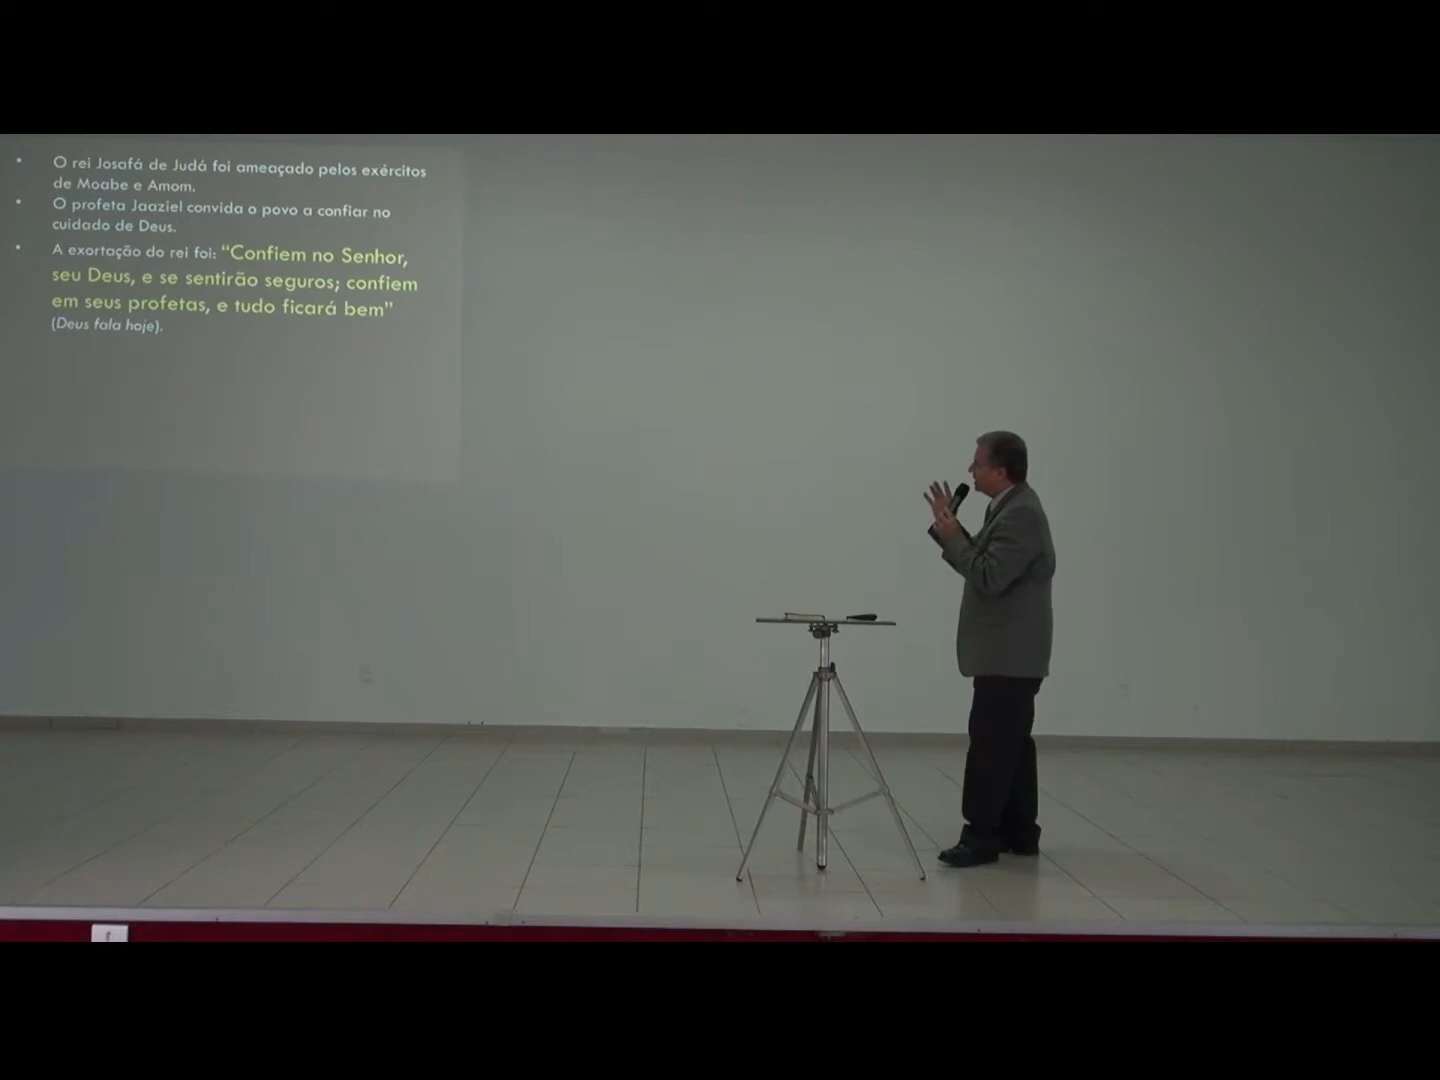 • O rei Josafá de Judá foi ameaçado pelos exércitos
de Moabe e Amom.
• O profeta Jaaziel convida o povo a confiar no
cuidado de Deus.
• A exortação do rei foi: “Confiem no Senhor,
seu Deus, e se sentirão seguros; confiem
em seus profetas, e tudo ficará bem”
(Deus fala hoje).